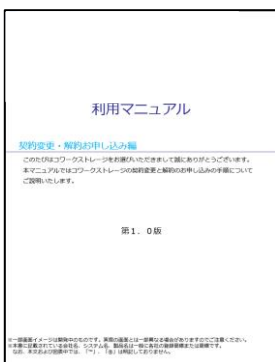 利用マニュアル
契約変更・解約お申し込み編
このたびはコワークストレージをお選びいただきまして誠にありがとうございます。
本マニュアルではコワークストレージの契約変更と解約のお申し込みの手順について
ご説明いたします。
第1．0版
※一部画面イメージは開発中のものです。実際の画面とは一部異なる場合がありますのでご注意ください。
※本書に記載されている会社名、システム名、製品名は一般に各社の登録商標または商標です。
なお、本文および図表中では、「™」、「®」は明記しておりません。